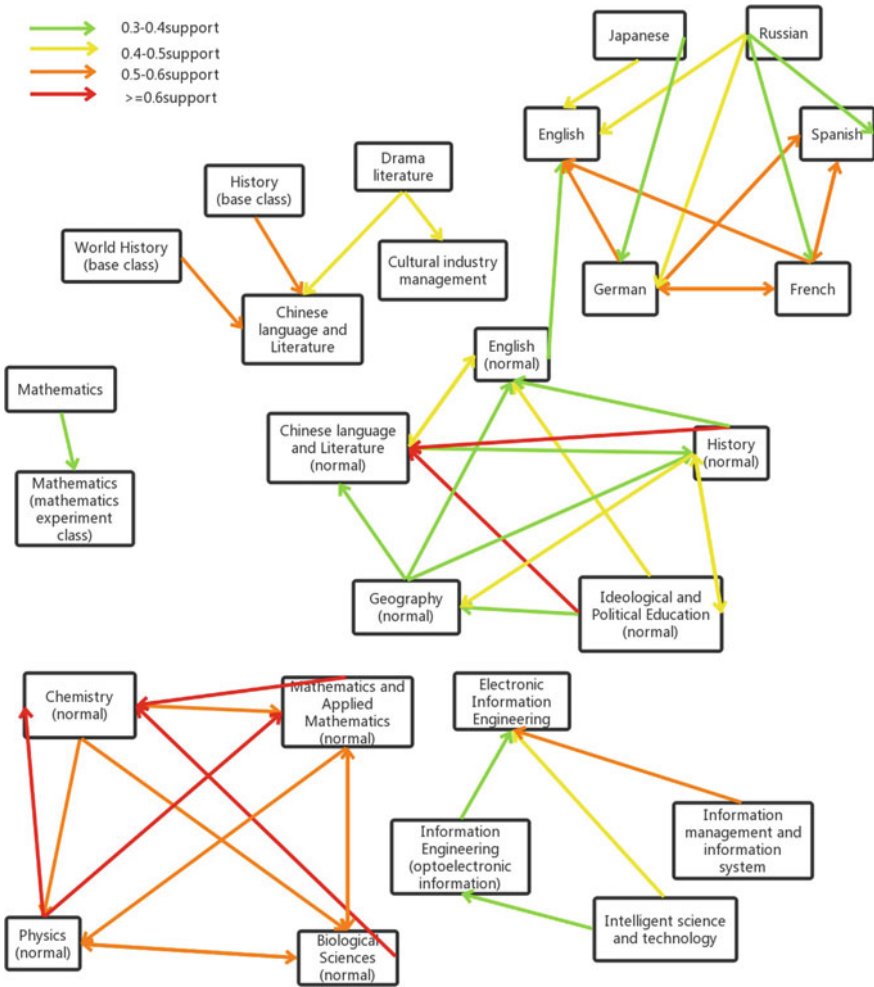 0.3-0.4support
0.4-0.5support
0.5-0.6support
>=0.6support
Japanese
Russian
English
Spanish
German
French
Drama
literature
History
(base class)
World History
(base class)
Cultural industry
management
Chinese
language and
Literature
Mathematics
Mathematics
(mathematics
experiment
class)
English
(normal)
Chinese language
and Literature
(normal)
History
(normal)
Geography
(normal)
Ideological and
Political Education
(normal)
Chemistry
(normal)
Mathematics and
Applied
Mathematics
(normal)
Physics
(normal)
Biological
Sciences
(normal)
Electronic
Information
Engineering
Information
Engineering
(optoelectronic
information)
Information
management and
information
system
Intelligent science
and technology